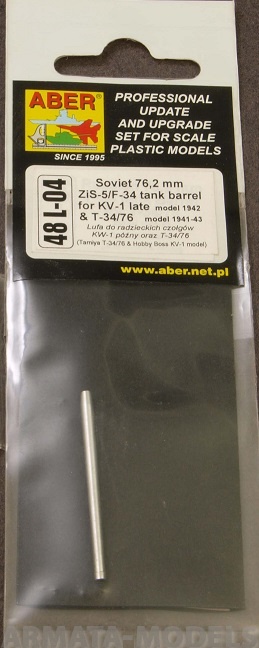 ABER®
SINCE 1995
PROFESSIONAL
UPDATE
AND UPGRADE
SET FOR SCALE
PLASTIC MODELS
48 L-04
Soviet 76,2 mm
ZiS-5/F-34 tank barrel
for KV-1 late model 1942
& T-34/76 model 1941-43
Lufa do radzieckich czołgów
KW-1 późny oraz T-34/76
(Tamiya T-34/76 & Hobby Boss KV-1 model)
www.aber.net.pl
ARMATA-MODELS